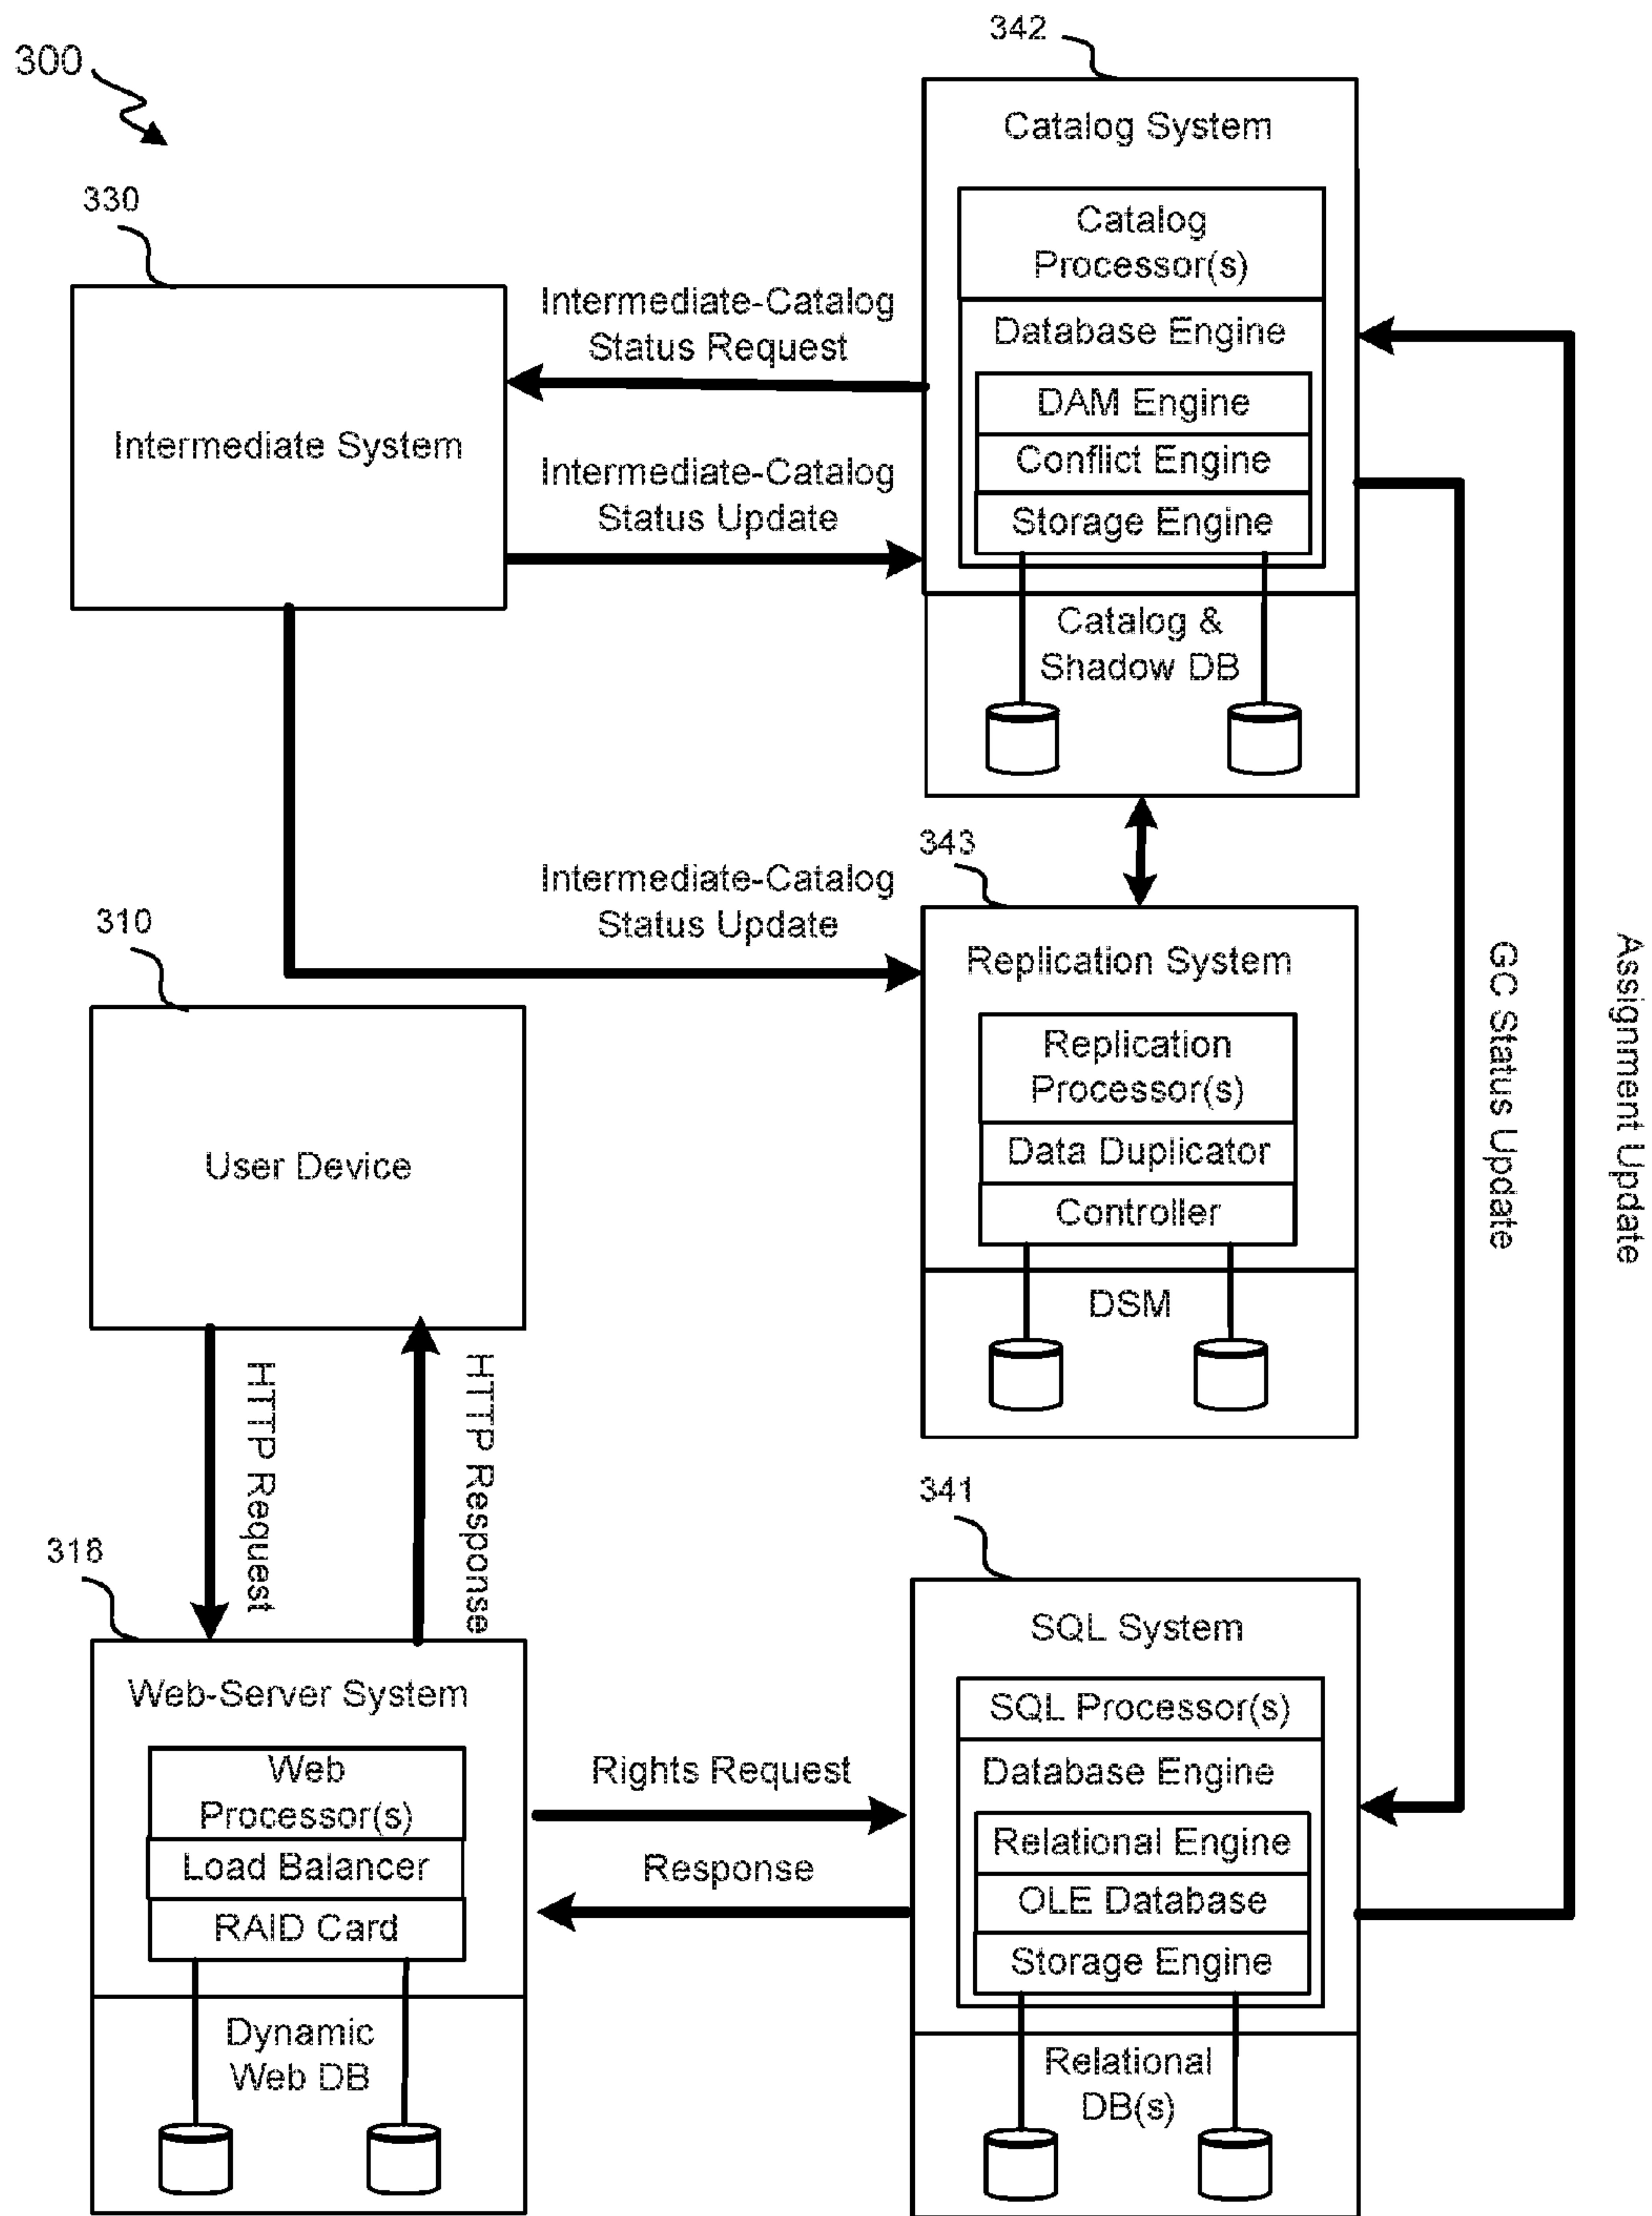 300
342
Catalog System
Catalog
Processor(s)
Database Engine
DAM Engine
Conflict Engine
Storage Engine
Catalog &
Shadow DB
330
Intermediate System
Intermediate-Catalog
Status Request
Intermediate-Catalog
Status Update
Intermediate-Catalog
Status Update
343
Replication System
Replication
Processor(s)
Data Duplicator
Controller
DSM
GC Status Update
Assignment Update
310
User Device
HTTP Request
HTTP Response
318
Web-Server System
Web
Processor(s)
Load Balancer
RAID Card
Dynamic
Web DB
Rights Request
Response
341
SQL System
SQL Processor(s)
Database Engine
Relational Engine
OLE Database
Storage Engine
Relational
DB(s)